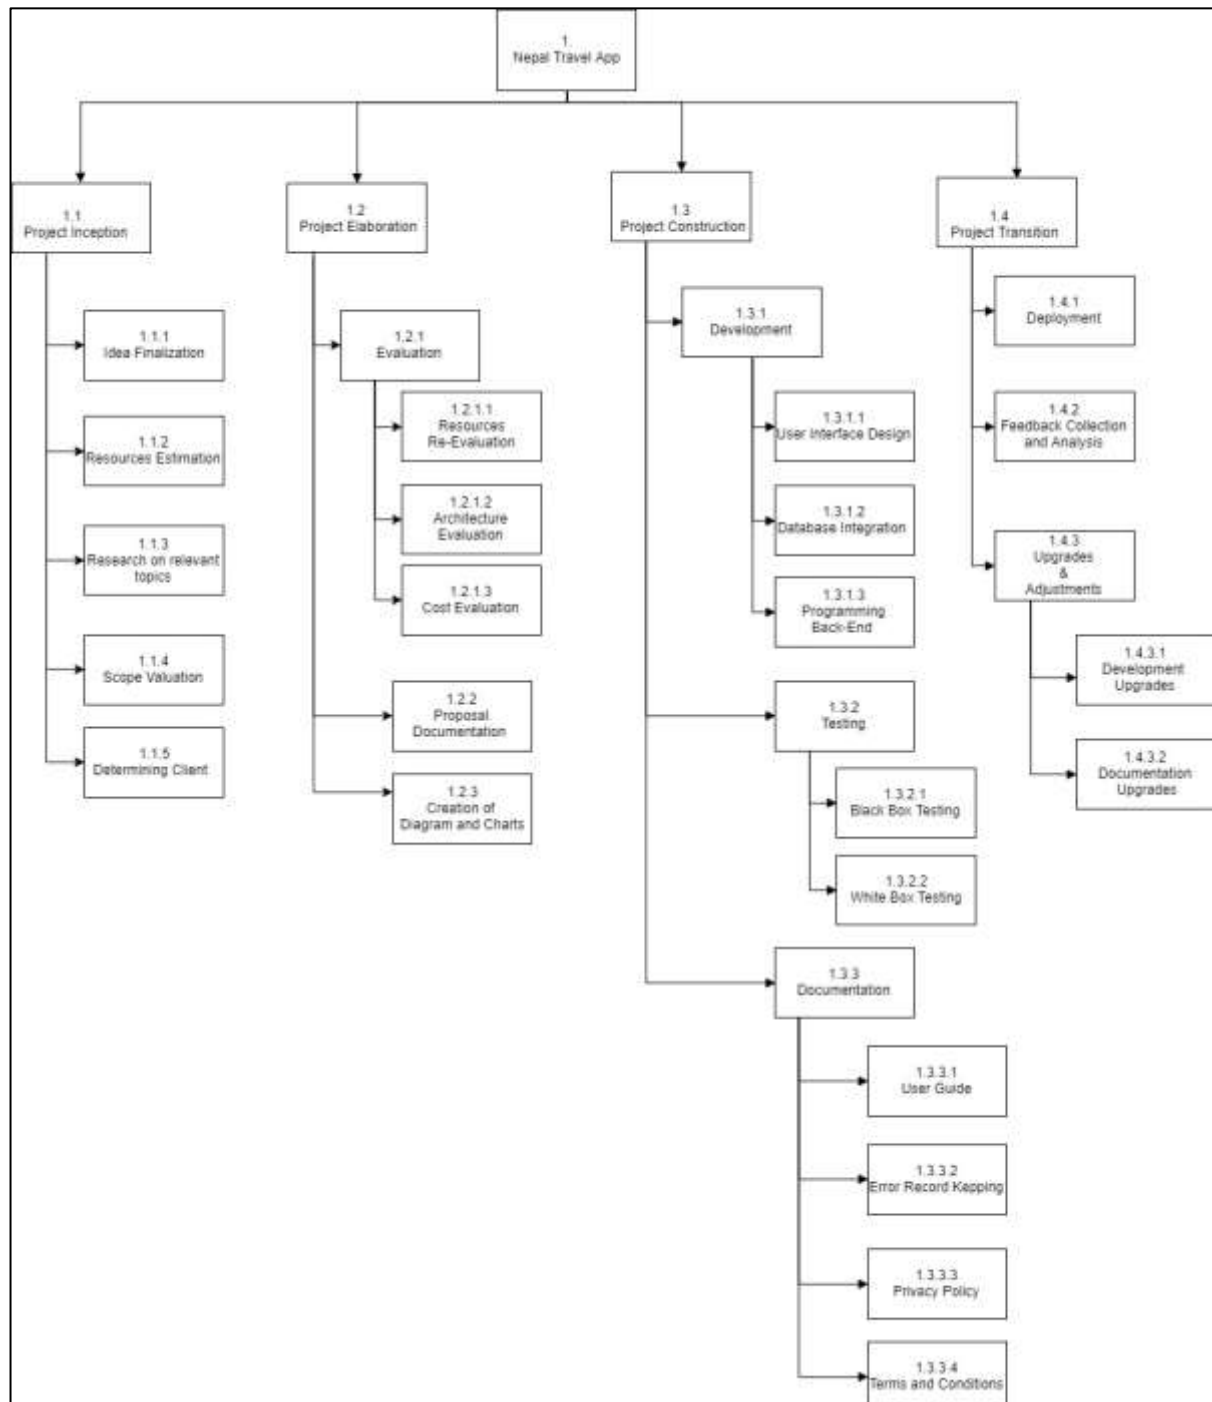 1.
Nepal Travel App
1.1
Project Inception
1.2
Project Elaboration
1.3
Project Construction
1.4
Project Transition
1.1.1
Idea Finalization
1.1.2
Resources Estimation
1.1.3
Research on relevant
topics
1.1.4
Scope Valuation
1.1.5
Determining Client
1.2.1
Evaluation
1.2.1.1
Resources
Re-Evaluation
1.2.1.2
Architecture
Evaluation
1.2.1.3
Cost Evaluation
1.2.2
Proposal
Documentation
1.2.3
Creation of
Diagram and Charts
1.3.1
Development
1.3.1.1
User Interface Design
1.3.1.2
Database Integration
1.3.1.3
Programming
Back-End
1.3.2
Testing
1.3.2.1
Black Box Testing
1.3.2.2
White Box Testing
1.3.3
Documentation
1.3.3.1
User Guide
1.3.3.2
Error Record Kepping
1.3.3.3
Privacy Policy
1.3.3.4
Terms and Conditions
1.4.1
Deployment
1.4.2
Feedback Collection
and Analysis
1.4.3
Upgrades
&
Adjustments
1.4.3.1
Development
Upgrades
1.4.3.2
Documentation
Upgrades